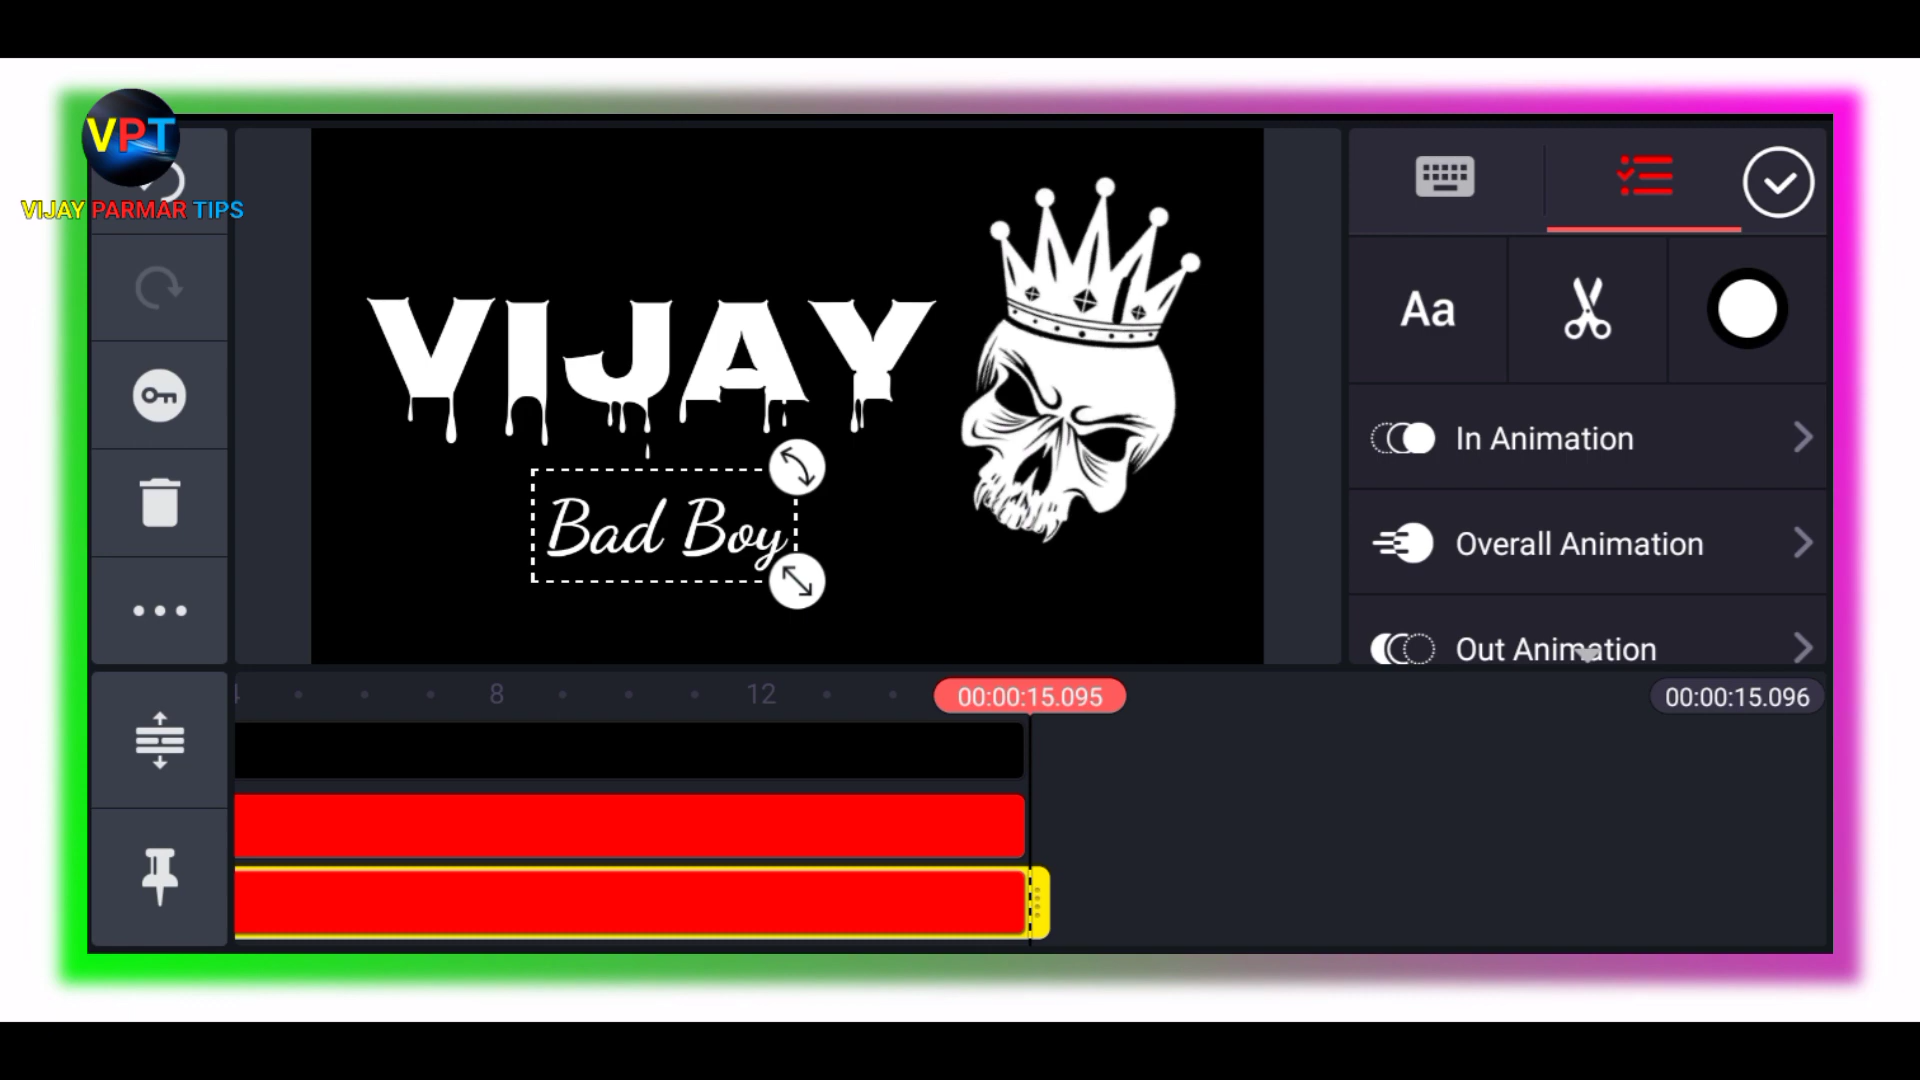 VPT
VIJAY PARMAR TIPS
VIJAY
Bad Boy
Aa
In Animation
Overall Animation
Out Animation
8
12
00:00:15.095
00:00:15.096